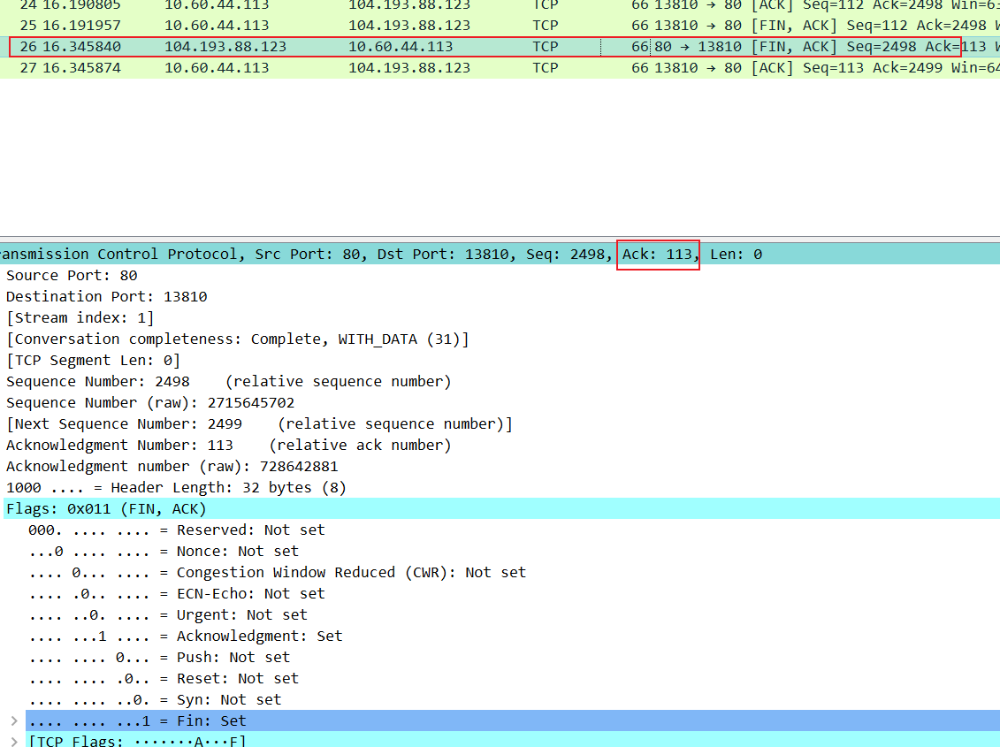 24 16.190805 10.60.44.113 104.193.88.123 TCP 66 13810 → 80 [ACK] Seq=112 Ack=2498 Win=63
25 16.191957 10.60.44.113 104.193.88.123 TCP 66 13810 → 80 [FIN, ACK] Seq=112 Ack=2498 W
26 16.345840 104.193.88.123 10.60.44.113 TCP 66 80 → 13810 [FIN, ACK] Seq=2498 Ack=113 W
27 16.345874 10.60.44.113 104.193.88.123 TCP 66 13810 → 80 [ACK] Seq=113 Ack=2499 Win=64
ansmission Control Protocol, Src Port: 80, Dst Port: 13810, Seq: 2498, Ack: 113, Len: 0
Source Port: 80
Destination Port: 13810
[Stream index: 1]
[Conversation completeness: Complete, WITH_DATA (31)]
[TCP Segment Len: 0]
Sequence Number: 2498    (relative sequence number)
Sequence Number (raw): 2715645702
[Next Sequence Number: 2499    (relative sequence number)]
Acknowledgment Number: 113    (relative ack number)
Acknowledgment number (raw): 728642881
1000 .... = Header Length: 32 bytes (8)
Flags: 0x011 (FIN, ACK)
000. .... .... = Reserved: Not set
...0 .... .... = Nonce: Not set
.... 0... .... = Congestion Window Reduced (CWR): Not set
.... .0.. .... = ECN-Echo: Not set
.... ..0. .... = Urgent: Not set
.... ...1 .... = Acknowledgment: Set
.... .... 0... = Push: Not set
.... .... .0.. = Reset: Not set
.... .... ..0. = Syn: Not set
.... .... ...1 = Fin: Set
[TCP Flags: ·······A···F]